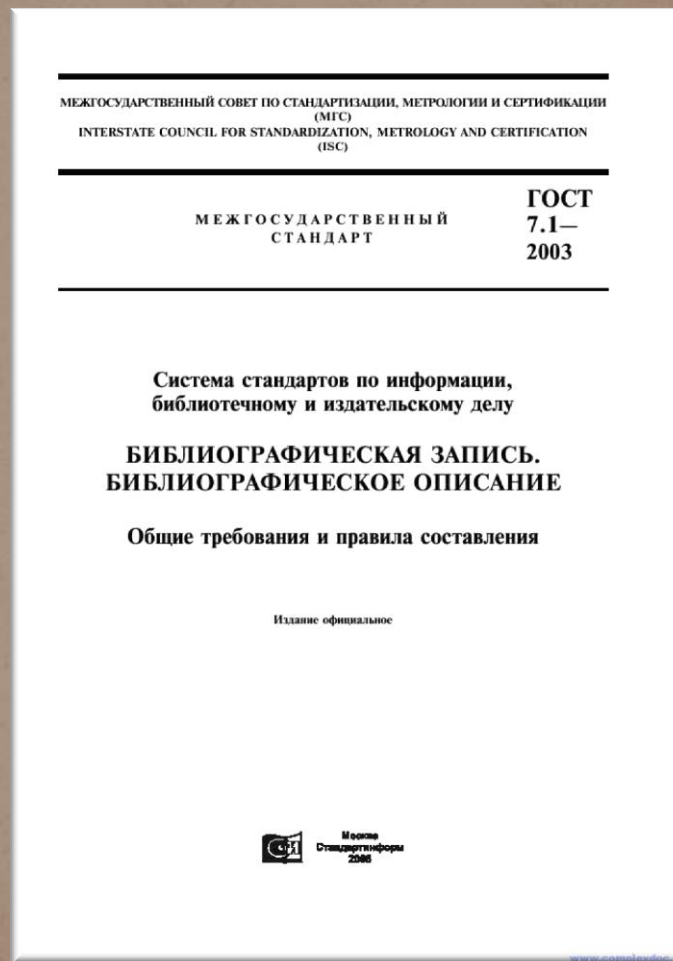 МЕЖГОСУДАРСТВЕННЫЙ СОВЕТ ПО СТАНДАРТИЗАЦИИ, МЕТРОЛОГИИ И СЕРТИФИКАЦИИ
(МГС)
INTERSTATE COUNCIL FOR STANDARDIZATION, METROLOGY AND CERTIFICATION
(ISC)
МЕЖГОСУДАРСТВЕННЫЙ
СТАНДАРТ
ГОСТ
7.1—
2003
Система стандартов по информации,
библиотечному и издательскому делу
БИБЛИОГРАФИЧЕСКАЯ ЗАПИСЬ.
БИБЛИОГРАФИЧЕСКОЕ ОПИСАНИЕ
Общие требования и правила составления
Издание официальное
Москва
Стандартинформ
www.complexdoc